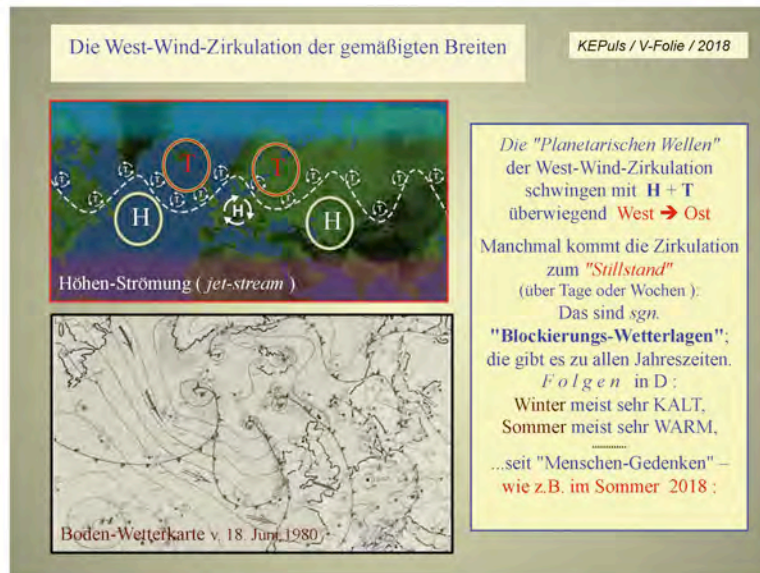 Die West-Wind-Zirkulation der gemäßigten Breiten
KEPuls / V-Folie / 2018
T
T
T
T
T
T
T
T
T
T
T
T
T
T
H
H
H
Höhen-Strömung ( jet-stream )
Boden-Wetterkarte v. 18. Juni,1980
Die "Planetarischen Wellen"
der West-Wind-Zirkulation
schwingen mit H + T
überwiegend West ➔ Ost
Manchmal kommt die Zirkulation
zum "Stillstand"
(über Tage oder Wochen ):
Das sind sgn.
"Blockierungs-Wetterlagen";
die gibt es zu allen Jahreszeiten.
F o l g e n in D :
Winter meist sehr KALT,
Sommer meist sehr WARM,
.............
...seit "Menschen-Gedenken" –
wie z.B. im Sommer 2018 :